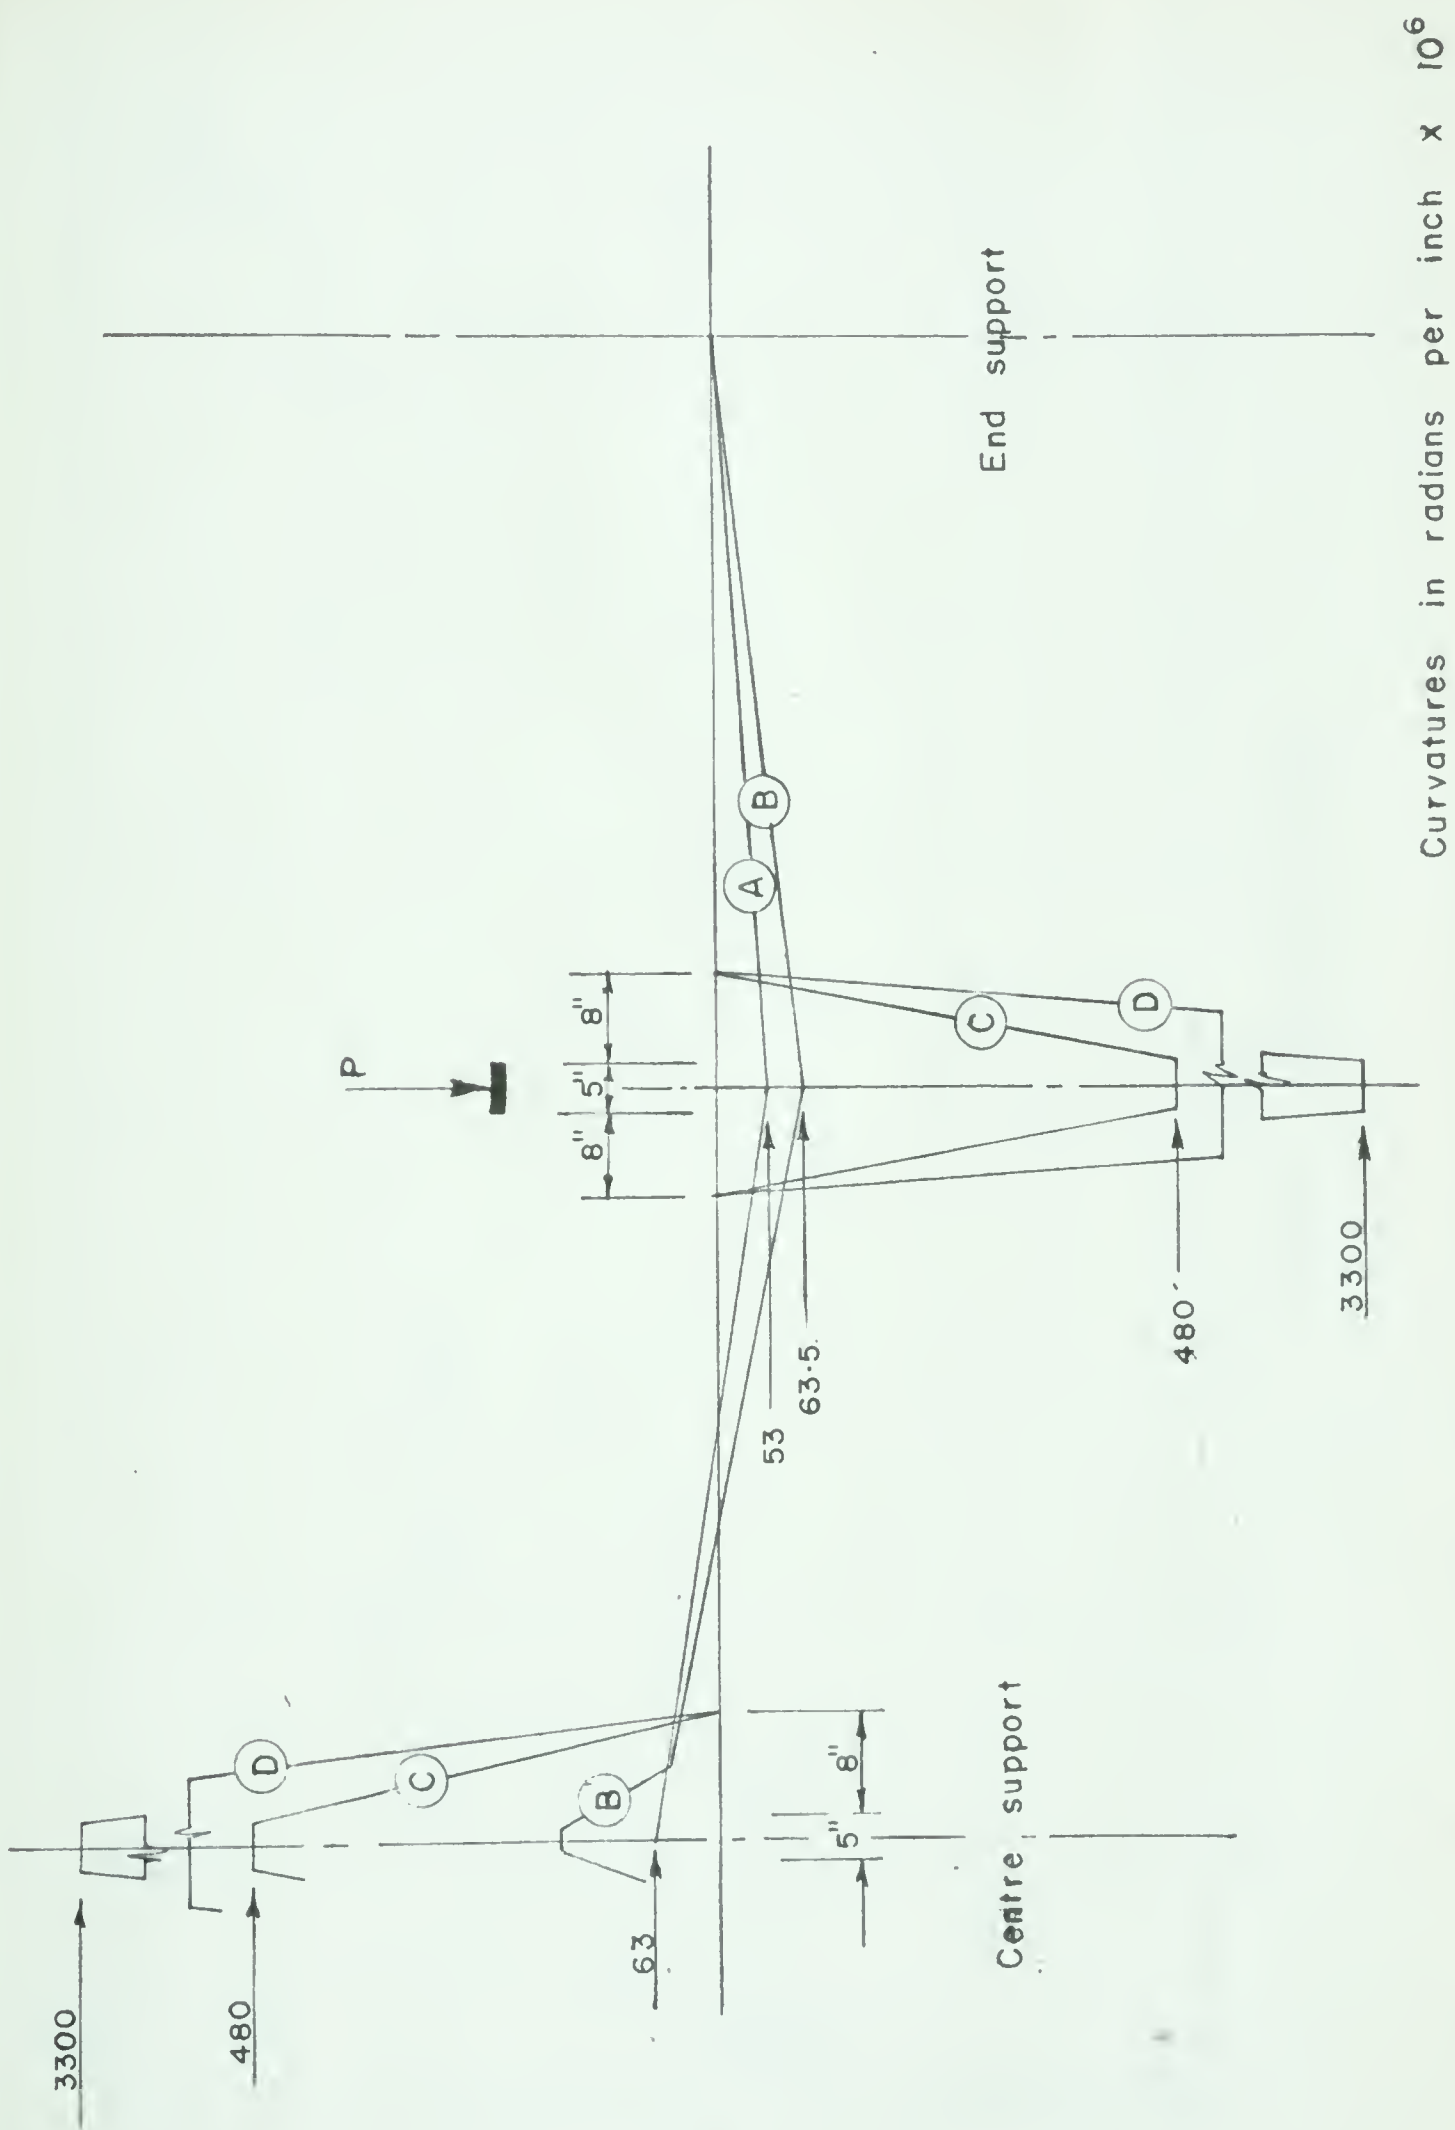 3300
480
63
D
C
B
8"
5"
Centre support
P
8"
5"
8"
A
B
C
D
53
63·5
480
3300
End support
Curvatures in radians per inch x 10⁶